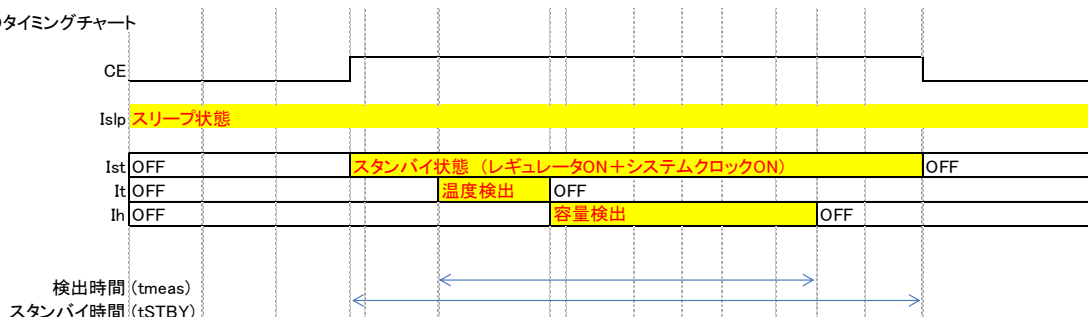 のタイミングチャート
CE
Islp スリープ状態
Ist OFF スタンバイ状態 (レギュレータON+システムクロックON) OFF
It OFF 温度検出 OFF
Ih OFF 容量検出 OFF
検出時間 (tmeas)
スタンバイ時間 (tSTBY)